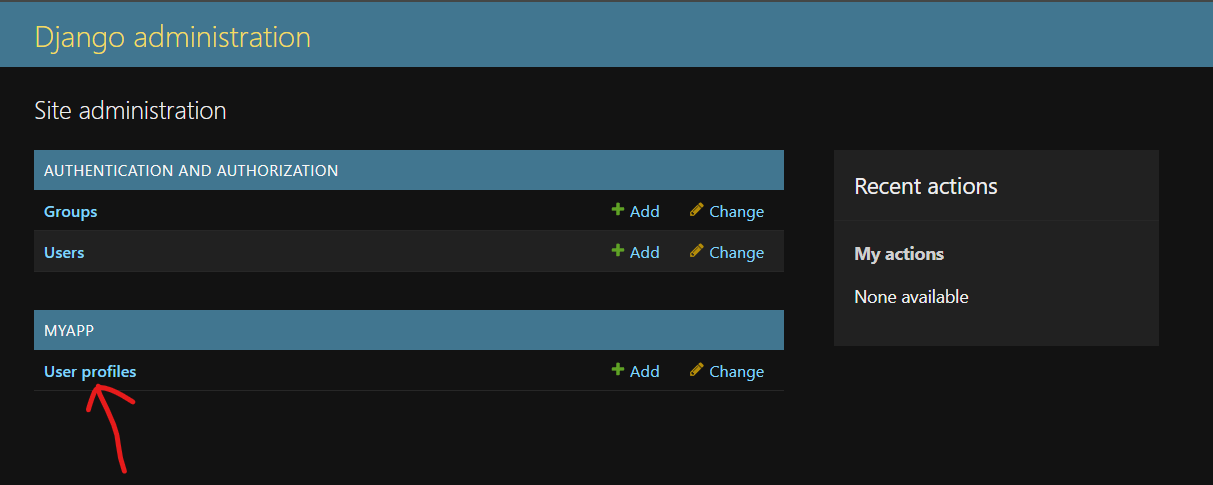 Django administration
Site administration
AUTHENTICATION AND AUTHORIZATION
Groups Add Change
Users Add Change
MYAPP
User profiles Add Change
Recent actions
My actions
None available